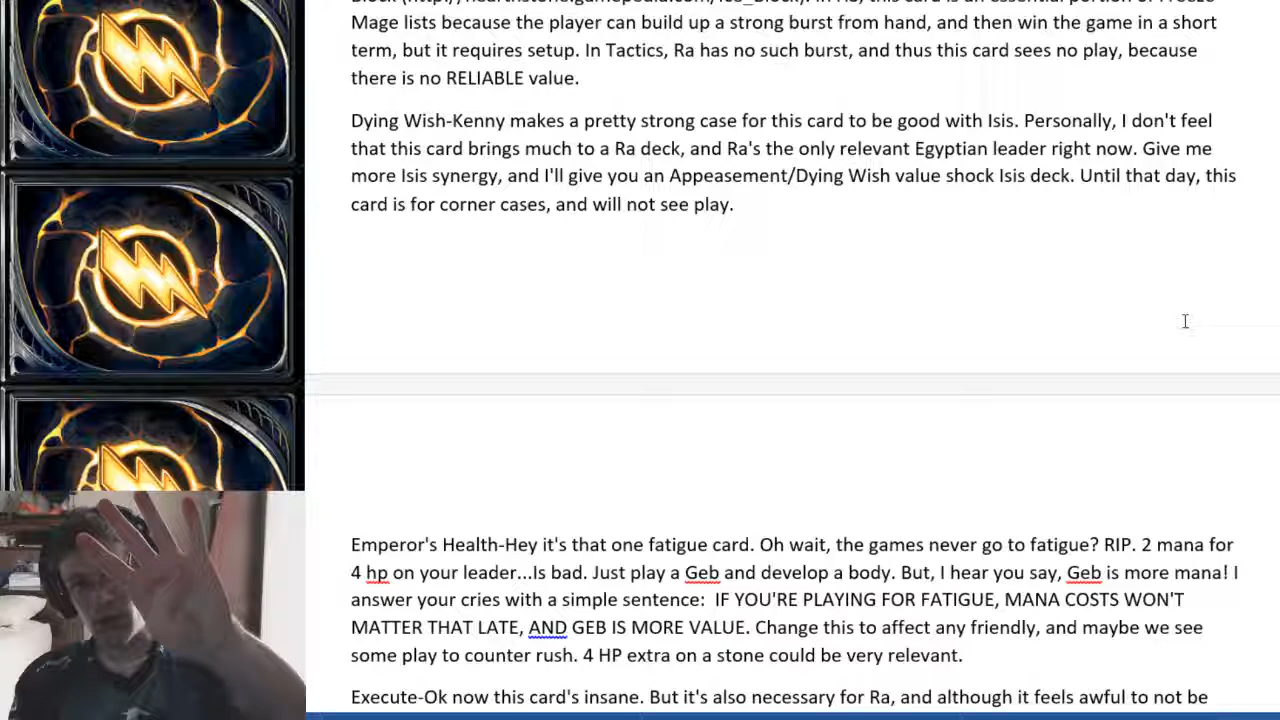 Mage lists because the player can build up a strong burst from hand, and then win the game in a short
term, but it requires setup. In Tactics, Ra has no such burst, and thus this card sees no play, because
there is no RELIABLE value.
Dying Wish-Kenny makes a pretty strong case for this card to be good with Isis. Personally, I don't feel
that this card brings much to a Ra deck, and Ra's the only relevant Egyptian leader right now. Give me
more Isis synergy, and I'll give you an Appeasement/Dying Wish value shock Isis deck. Until that day, this
card is for corner cases, and will not see play.
Emperor's Health-Hey it's that one fatigue card. Oh wait, the games never go to fatigue? RIP. 2 mana for
4 hp on your leader...Is bad. Just play a Geb and develop a body. But, I hear you say, Geb is more mana! I
answer your cries with a simple sentence:  IF YOU'RE PLAYING FOR FATIGUE, MANA COSTS WON'T
MATTER THAT LATE, AND GEB IS MORE VALUE. Change this to affect any friendly, and maybe we see
some play to counter rush. 4 HP extra on a stone could be very relevant.
Execute-Ok now this card's insane. But it's also necessary for Ra, and although it feels awful to not be